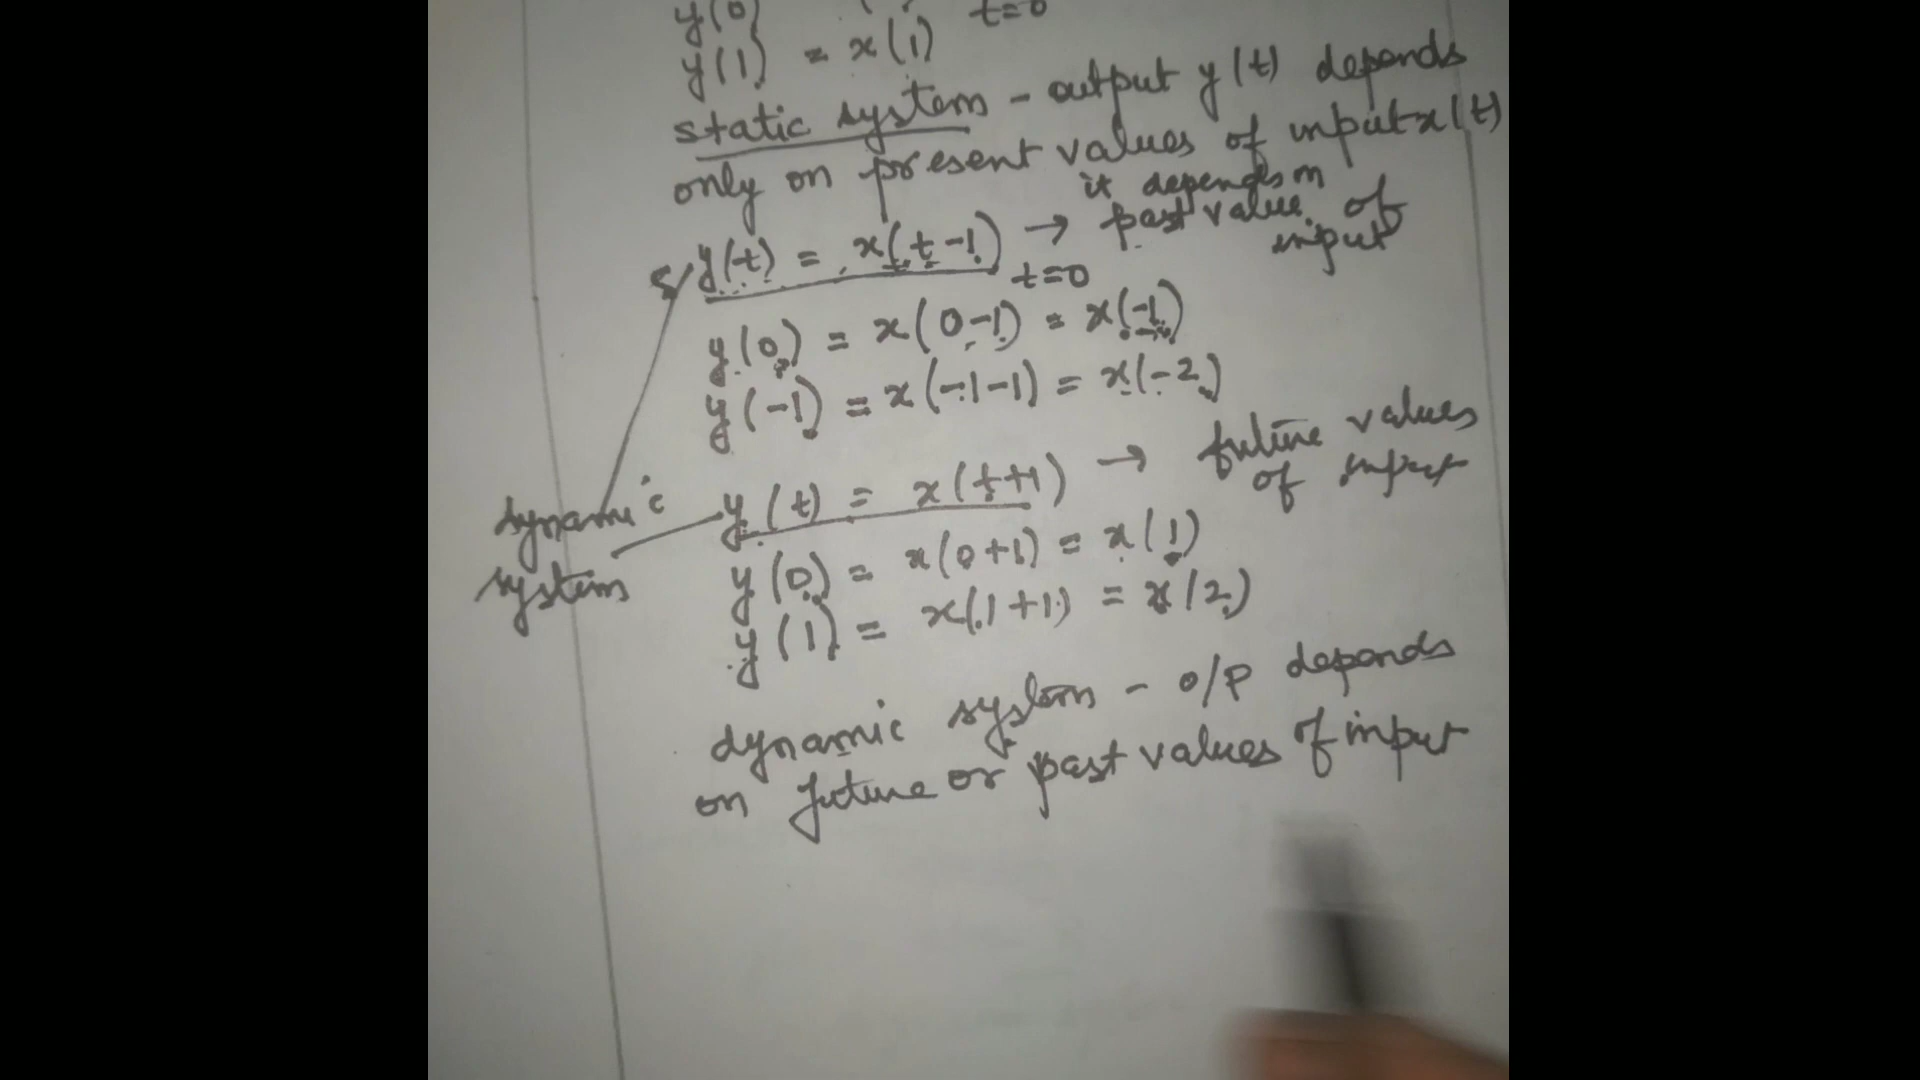 y(0) t=0
y(1) = x(1)
static system - output y(t) depends
only on present values of input x(t)
y(t) = x(t-1) → it depends on
past value of
input
t=0
y(0) = x(0-1) = x(-1)
y(-1) = x(-1-1) = x(-2)
dynamic
system
y(t) = x(t+1) → future values
of input
y(0) = x(0+1) = x(1)
y(1) = x(1+1) = x(2)
dynamic system - o/p depends
on future or past values of input